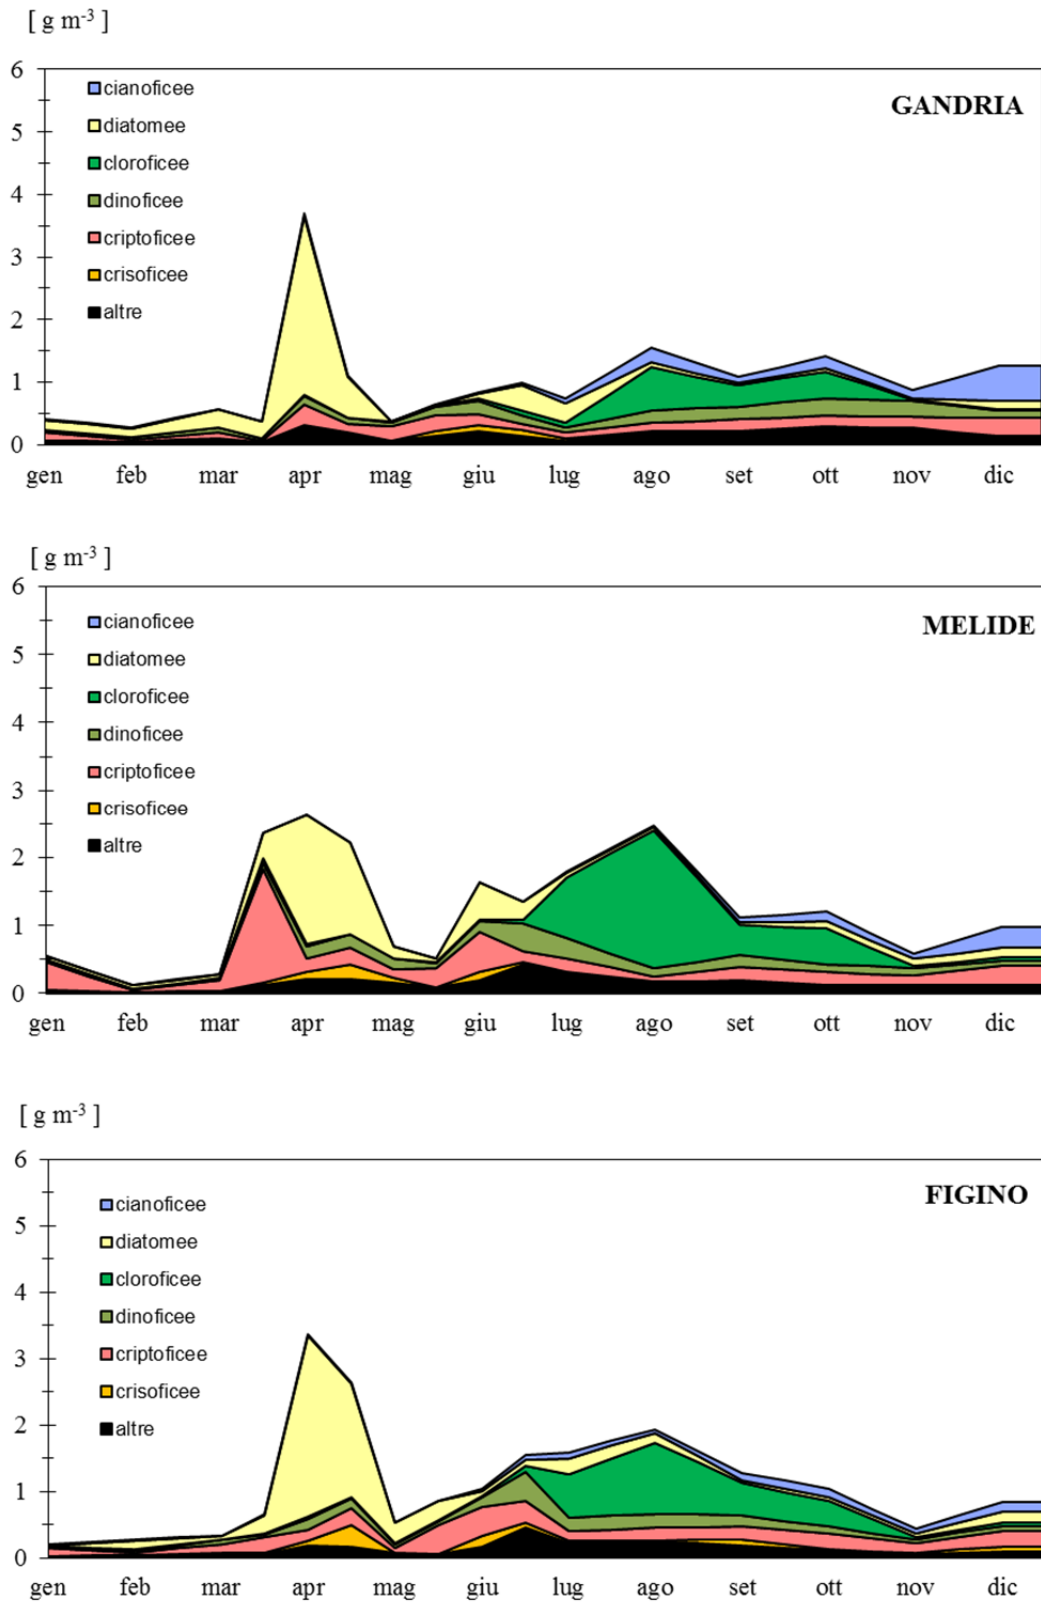 [ g m-3 ]
6
5
4
3
2
1
0
cianoficee
diatomee
cloroficee
dinoficee
criptoficee
crisoficee
altre
GANDRIA
gen feb mar apr mag giu lug ago set ott nov dic
[ g m-3 ]
6
5
4
3
2
1
0
cianoficee
diatomee
cloroficee
dinoficee
criptoficee
crisoficee
altre
MELIDE
gen feb mar apr mag giu lug ago set ott nov dic
[ g m-3 ]
6
5
4
3
2
1
0
cianoficee
diatomee
cloroficee
dinoficee
criptoficee
crisoficee
altre
FIGINO
gen feb mar apr mag giu lug ago set ott nov dic